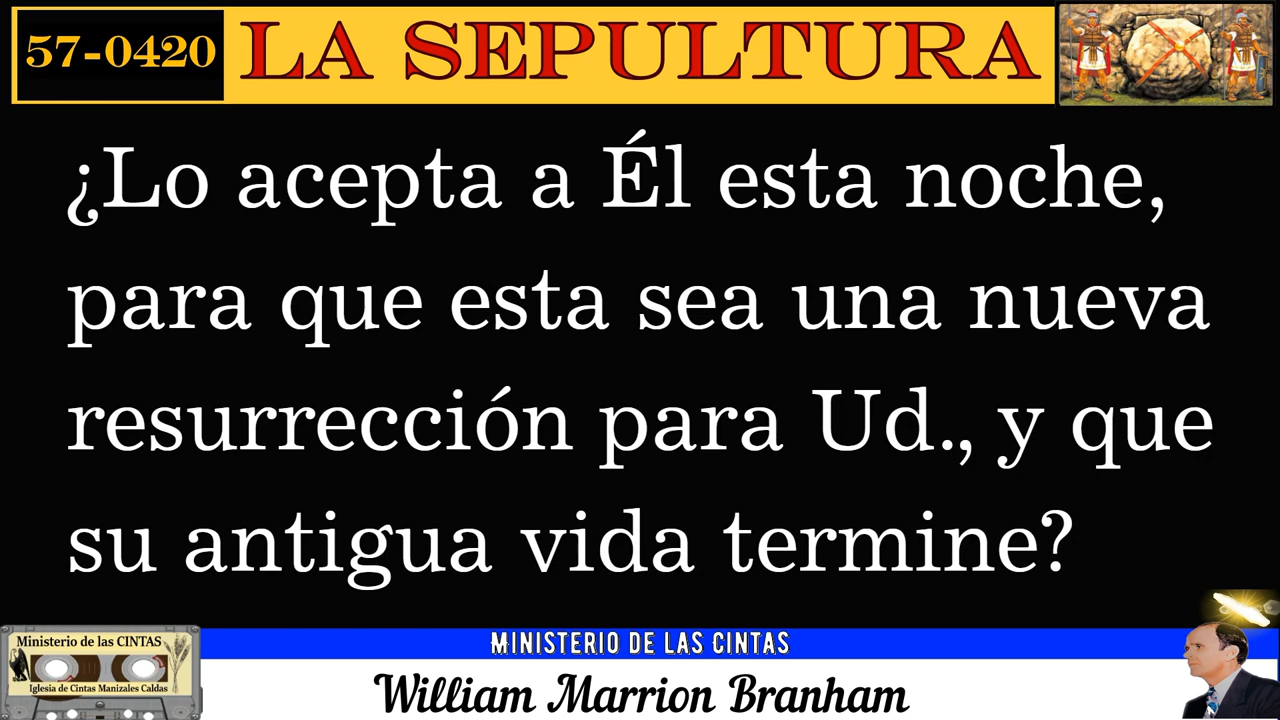 57-0420 LA SEPULTURA
¿Lo acepta a Él esta noche,
para que esta sea una nueva
resurrección para Ud., y que
su antigua vida termine?
Ministerio de las CINTAS
Iglesia de Cintas Manizales Caldas
MINISTERIO DE LAS CINTAS
William Marrion Branham